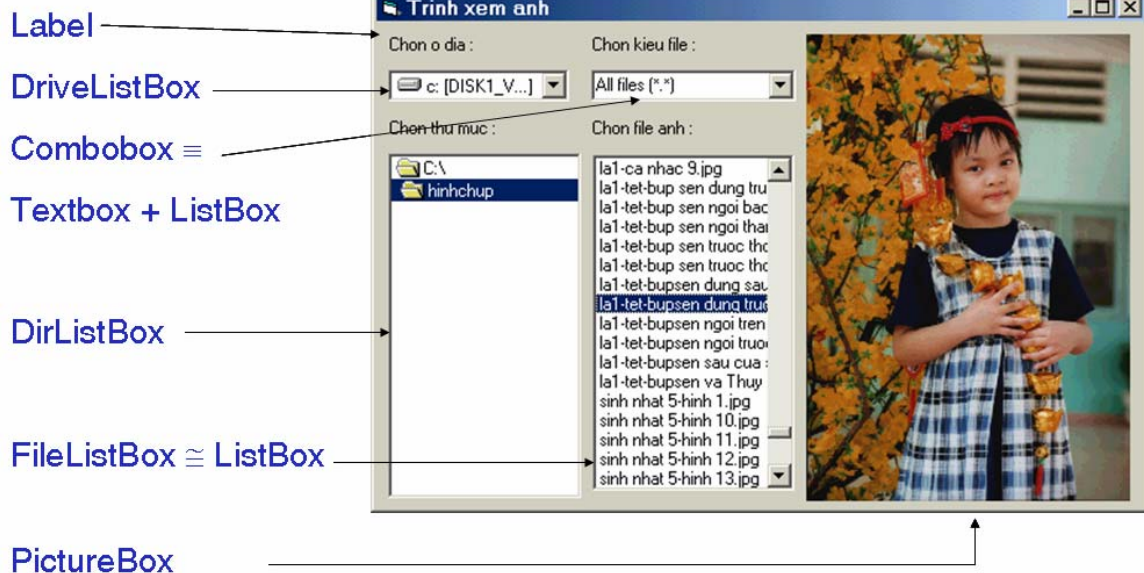 Label
DriveListBox
Combobox ≡
Textbox + ListBox
DirListBox
FileListBox ≅ ListBox
PictureBox
Trinh xem anh
Chon o dia :
c: [DISK1_V...]
Chon thu muc :
C:\
hinhchup
Chon kieu file :
All files (*.*)
Chon file anh :
la1-ca nhac 9.jpg
la1-tet-bup sen dung tru
la1-tet-bup sen ngoi bac
la1-tet-bup sen ngoi thai
la1-tet-bup sen truoc tho
la1-tet-bup sen truoc tho
la1-tet-bupsen dung sau
la1-tet-bupsen dung truo
la1-tet-bupsen ngoi tren
la1-tet-bupsen ngoi truo
la1-tet-bupsen sau cua
la1-tet-bupsen va Thuy
sinh nhat 5-hinh 1.jpg
sinh nhat 5-hinh 10.jpg
sinh nhat 5-hinh 11.jpg
sinh nhat 5-hinh 12.jpg
sinh nhat 5-hinh 13.jpg